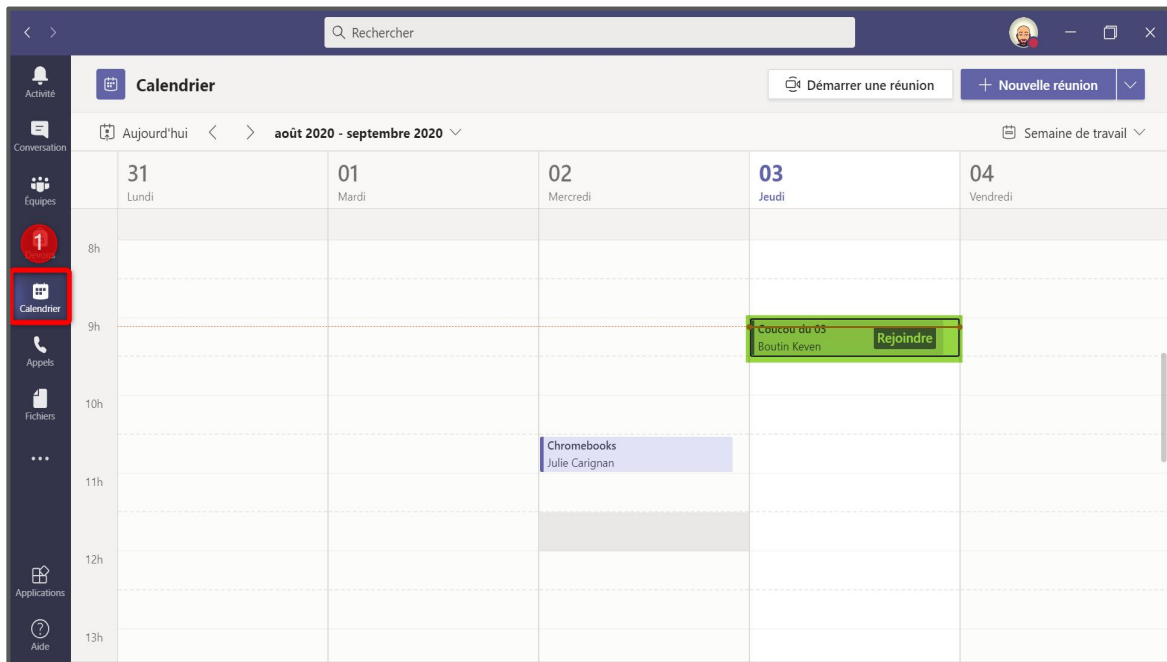 Rechercher
Activité
Conversation
Équipes
1
Devoirs
Calendrier
Appels
Fichiers
Applications
Aide
Calendrier
Démarrer une réunion
Nouvelle réunion
Aujourd'hui
août 2020 - septembre 2020
Semaine de travail
31
Lundi
01
Mardi
02
Mercredi
03
Jeudi
04
Vendredi
8h
9h
Coucou du 03
Boutin Keven
Rejoindre
10h
Chromebooks
Julie Carignan
11h
12h
13h